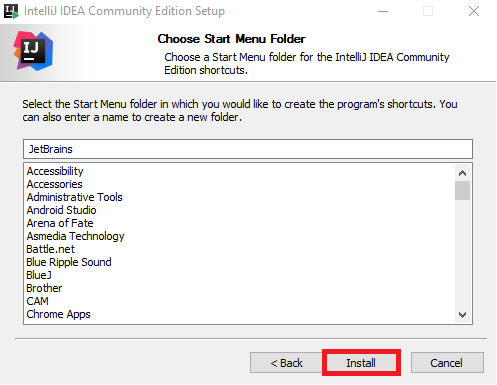 IntelliJ IDEA Community Edition Setup
IJ
Choose Start Menu Folder
Choose a Start Menu folder for the IntelliJ IDEA Community
Edition shortcuts.
Select the Start Menu folder in which you would like to create the program's shortcuts. You
can also enter a name to create a new folder.
JetBrains
Accessibility
Accessories
Administrative Tools
Android Studio
Arena of Fate
Asmedia Technology
Battle.net
Blue Ripple Sound
BlueJ
Brother
CAM
Chrome Apps
< Back Install Cancel